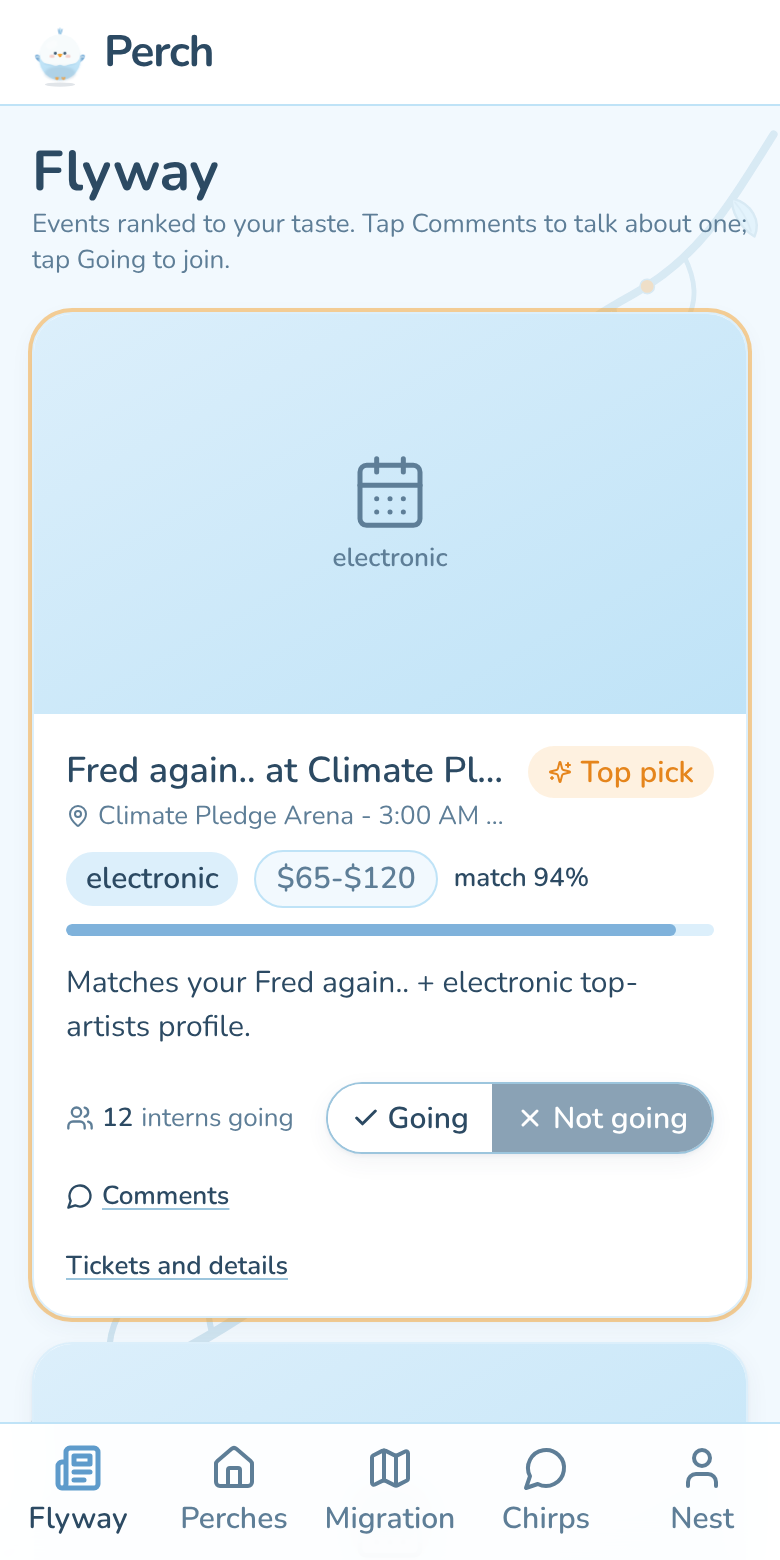 Perch
Flyway
Events ranked to your taste. Tap Comments to talk about one;
tap Going to join.
electronic
Fred again.. at Climate Pl...
Top pick
Climate Pledge Arena - 3:00 AM ...
electronic
$65-$120
match 94%
Matches your Fred again.. + electronic top-
artists profile.
12 interns going
Going
Not going
Comments
Tickets and details
Flyway
Perches
Migration
Chirps
Nest